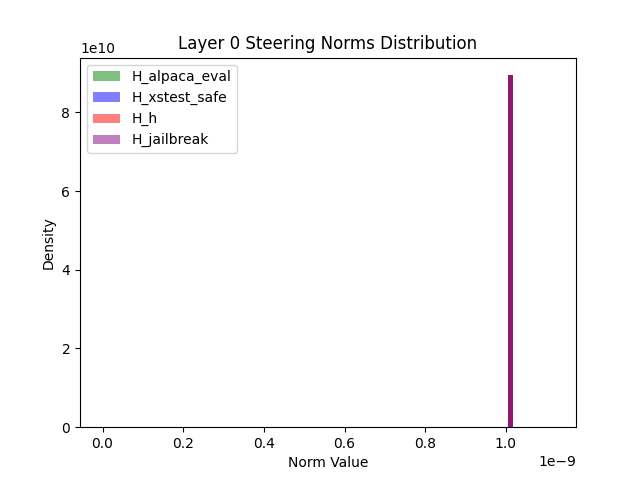 Layer 0 Steering Norms Distribution
1e10
H_alpaca_eval
H_xstest_safe
H_h
H_jailbreak
8
6
4
2
0
Density
0.0 0.2 0.4 0.6 0.8 1.0
1e−9
Norm Value